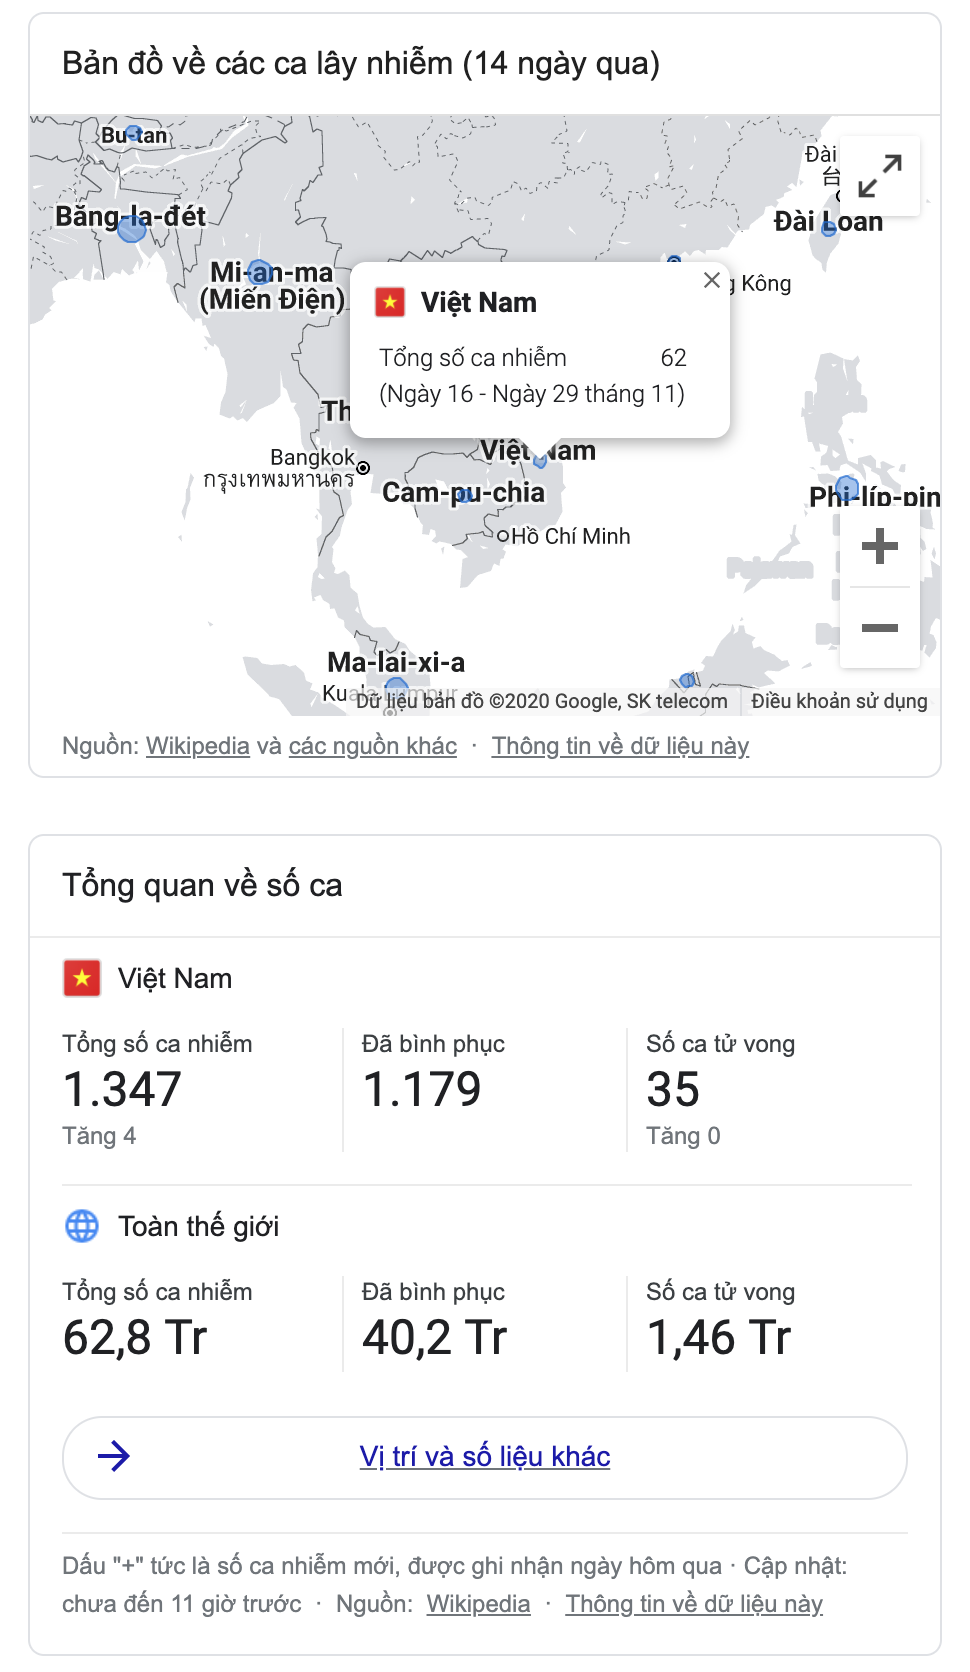 Bản đồ về các ca lây nhiễm (14 ngày qua)
Bu-tan
Đài
台
Băng-la-đét
Đài Loan
Mi-an-ma
(Miến Điện)
g Kông
Việt Nam
Tổng số ca nhiễm 62
(Ngày 16 - Ngày 29 tháng 11)
Th
Việt Nam
Bangkok
กรุงเทพมหานคร
Cam-pu-chia
Phi-líp-pin
Hồ Chí Minh
Ma-lai-xi-a
Kuala Lumpur
Dữ liệu bản đồ ©2020 Google, SK telecom
Điều khoản sử dụng
Nguồn: Wikipedia và các nguồn khác · Thông tin về dữ liệu này
Tổng quan về số ca
Việt Nam
Tổng số ca nhiễm
1.347
Tăng 4
Đã bình phục
1.179
Số ca tử vong
35
Tăng 0
Toàn thế giới
Tổng số ca nhiễm
62,8 Tr
Đã bình phục
40,2 Tr
Số ca tử vong
1,46 Tr
Vị trí và số liệu khác
Dấu "+" tức là số ca nhiễm mới, được ghi nhận ngày hôm qua · Cập nhật:
chưa đến 11 giờ trước · Nguồn: Wikipedia · Thông tin về dữ liệu này